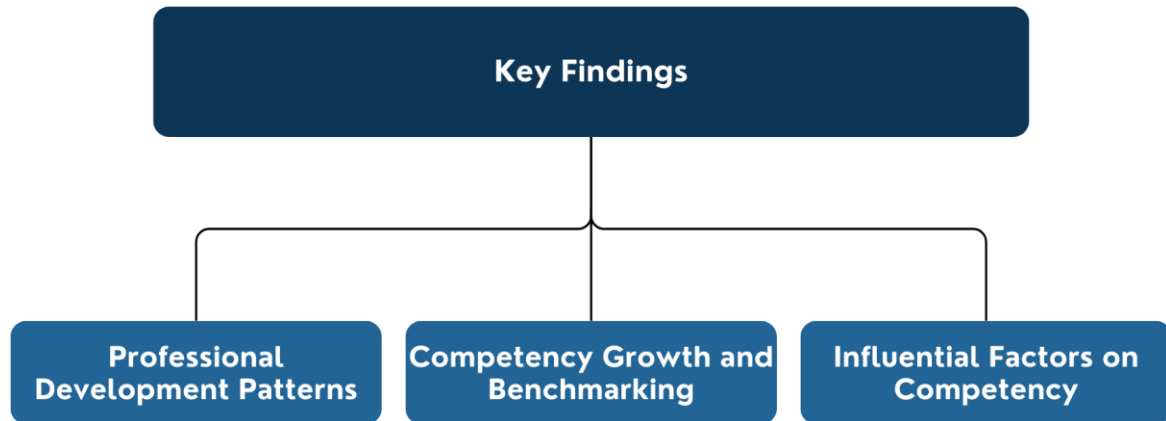 Key Findings
Professional
Development Patterns
Competency Growth and
Benchmarking
Influential Factors on
Competency